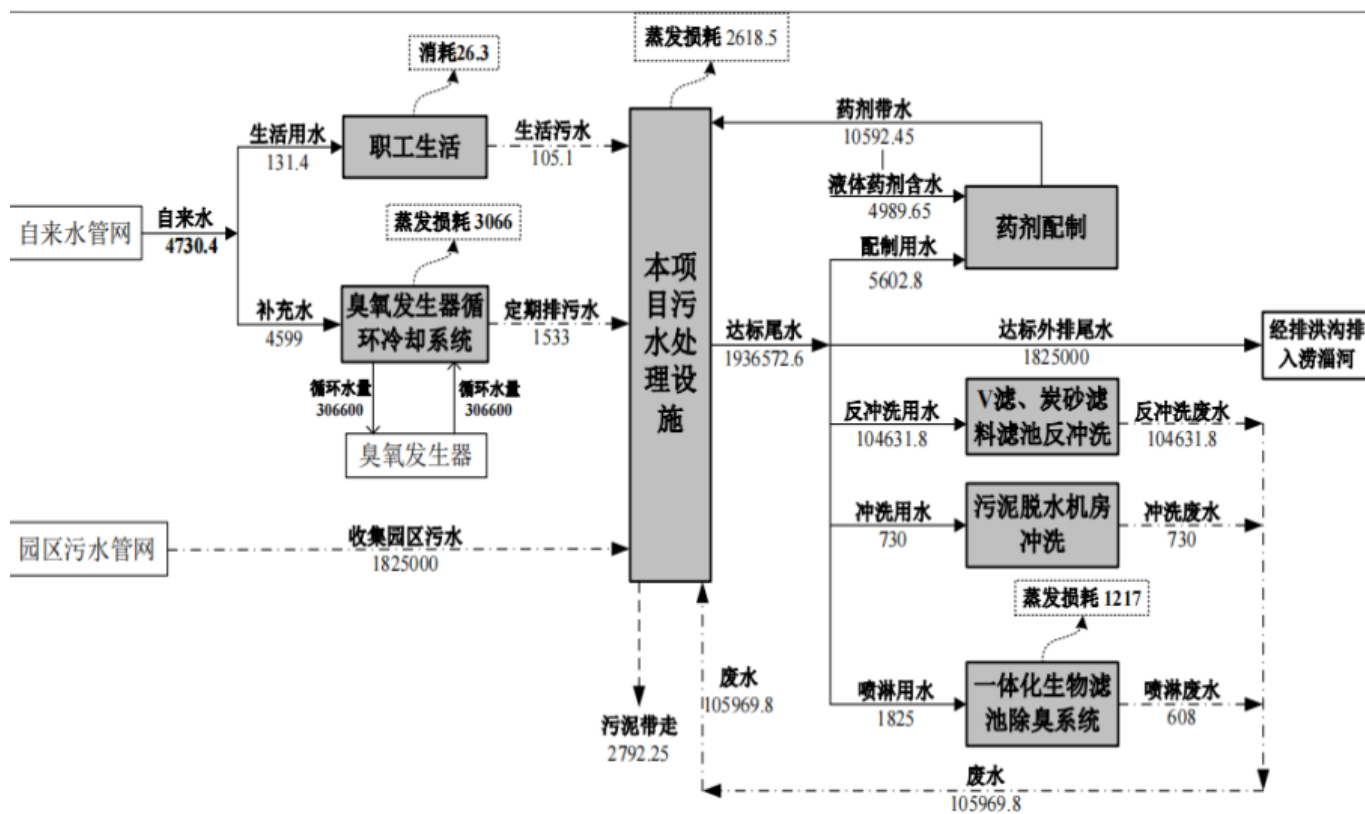 消耗26.3
蒸发损耗 2618.5
生活用水
131.4
职工生活
生活污水
105.1
药剂带水
10592.45
液体药剂含水
4989.65
药剂配制
配制用水
5602.8
自来水管网
自来水
4730.4
蒸发损耗 3066
补充水
4599
臭氧发生器循
环冷却系统
定期排污水
1533
循环水量
306600
循环水量
306600
臭氧发生器
本项
目污
水处
理设
施
达标尾水
1936572.6
达标外排尾水
1825000
经排洪沟排
入涝淄河
反冲洗用水
104631.8
V滤、炭砂滤
料滤池反冲洗
反冲洗废水
104631.8
园区污水管网
收集园区污水
1825000
冲洗用水
730
污泥脱水机房
冲洗
冲洗废水
730
蒸发损耗 1217
喷淋用水
1825
一体化生物滤
池除臭系统
喷淋废水
608
污泥带走
2792.25
废水
105969.8
废水
105969.8